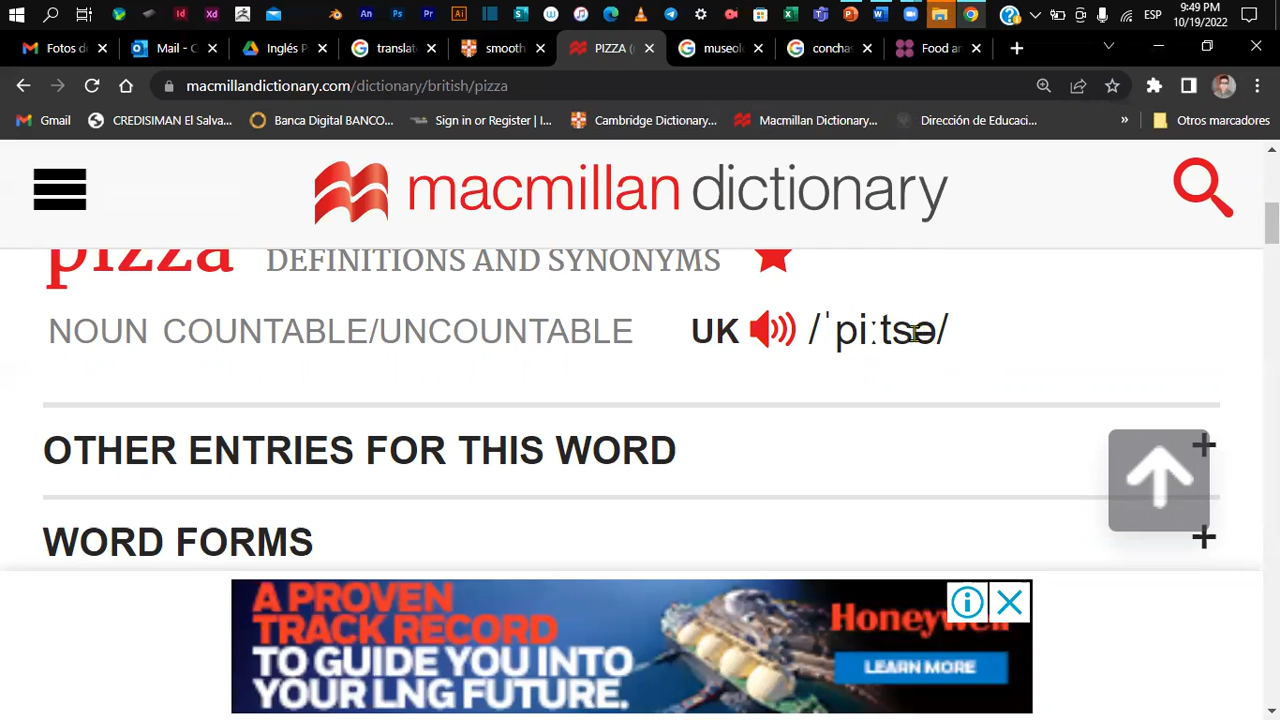 9:49 PM
ESP
10/19/2022
Fotos d
Mail - C
Inglés P
translat
smooth
PIZZA (
museol
concha
Food ar
macmillandictionary.com/dictionary/british/pizza
Gmail
CREDISIMAN El Salva...
Banca Digital BANCO...
Sign in or Register | I...
Cambridge Dictionary...
Macmillan Dictionary...
Dirección de Educaci...
»
Otros marcadores
macmillan dictionary
pizza DEFINITIONS AND SYNONYMS
NOUN COUNTABLE/UNCOUNTABLE UK /ˈpiːtsə/
OTHER ENTRIES FOR THIS WORD +
WORD FORMS +
A PROVEN
TRACK RECORD
TO GUIDE YOU INTO
YOUR LNG FUTURE.
Honeywell
LEARN MORE